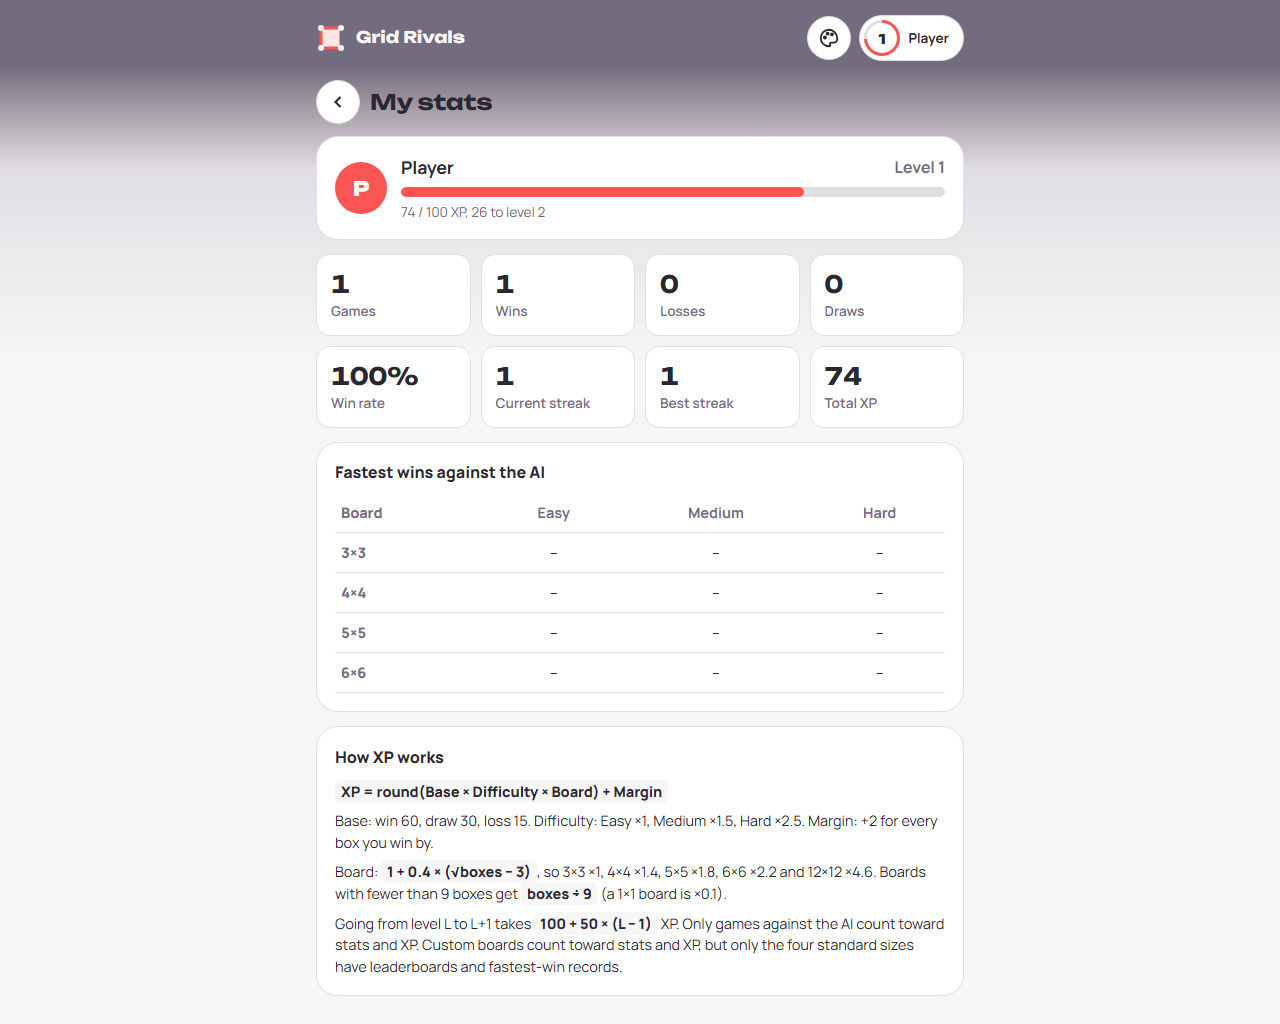 Grid Rivals
1 Player
My stats
P
Player Level 1
74 / 100 XP, 26 to level 2
1 1 0 0
Games Wins Losses Draws
100% 1 1 74
Win rate Current streak Best streak Total XP
Fastest wins against the AI
Board Easy Medium Hard
3×3 – – –
4×4 – – –
5×5 – – –
6×6 – – –
How XP works
XP = round(Base × Difficulty × Board) + Margin
Base: win 60, draw 30, loss 15. Difficulty: Easy ×1, Medium ×1.5, Hard ×2.5. Margin: +2 for every
box you win by.
Board: 1 + 0.4 × (√boxes − 3) , so 3×3 ×1, 4×4 ×1.4, 5×5 ×1.8, 6×6 ×2.2 and 12×12 ×4.6. Boards
with fewer than 9 boxes get boxes ÷ 9 (a 1×1 board is ×0.1).
Going from level L to L+1 takes 100 + 50 × (L − 1) XP. Only games against the AI count toward
stats and XP. Custom boards count toward stats and XP, but only the four standard sizes
have leaderboards and fastest-win records.